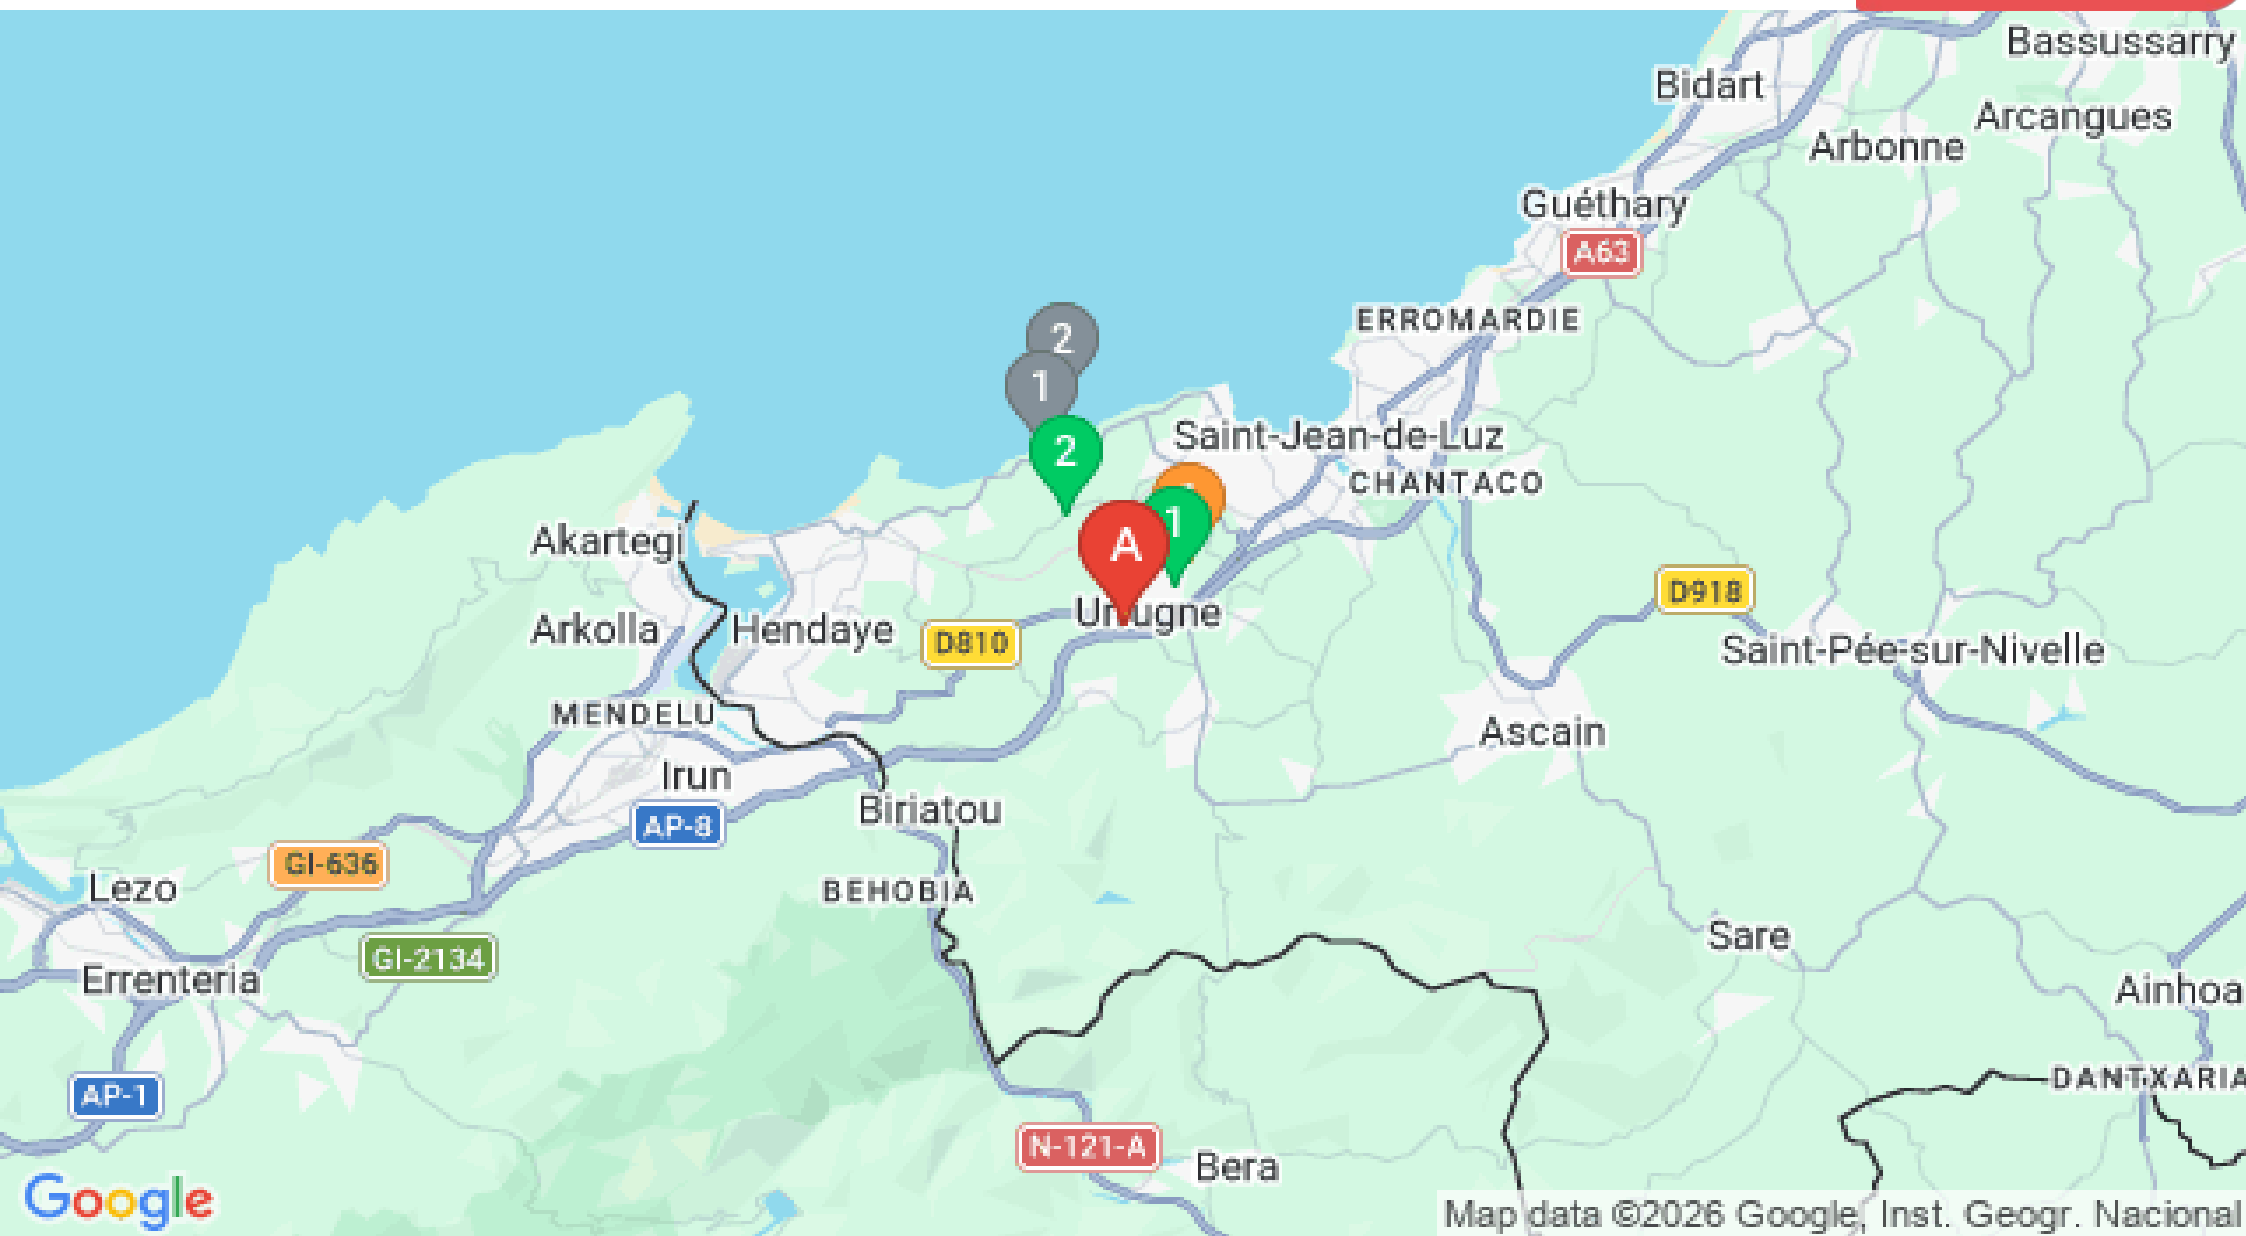 Bassussarry
Bidart
Arcangues
Arbonne
Guéthary
A63
ERROMARDIE
2
1
2
Saint-Jean-de-Luz
CHANTACO
1
A
Akartegi
D918
Arkolla
Hendaye
D810
Saint-Pée-sur-Nivelle
MENDELU
Ascain
Irun
Biriatou
AP-8
GI-636
Lezo
BEHOBIA
Sare
GI-2134
Errenteria
Ainhoa
DANTXARIA
AP-1
N-121-A
Bera
Google
Map data ©2026 Google, Inst. Geogr. Nacional